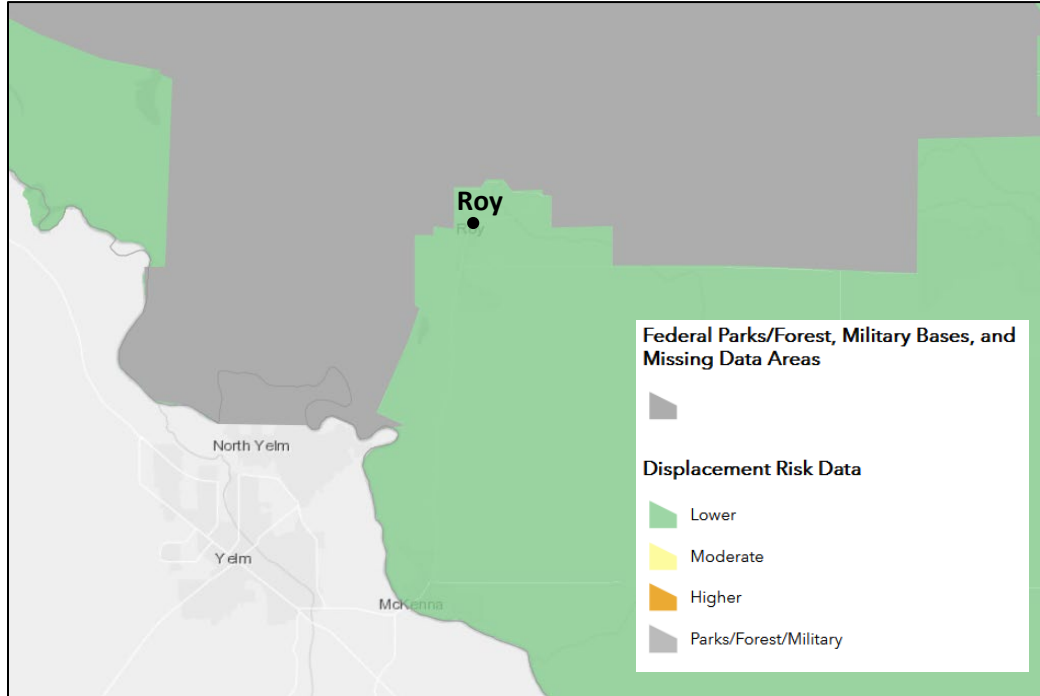 Roy
Roy
North Yelm
Yelm
McKenna
Federal Parks/Forest, Military Bases, and
Missing Data Areas
Displacement Risk Data
Lower
Moderate
Higher
Parks/Forest/Military